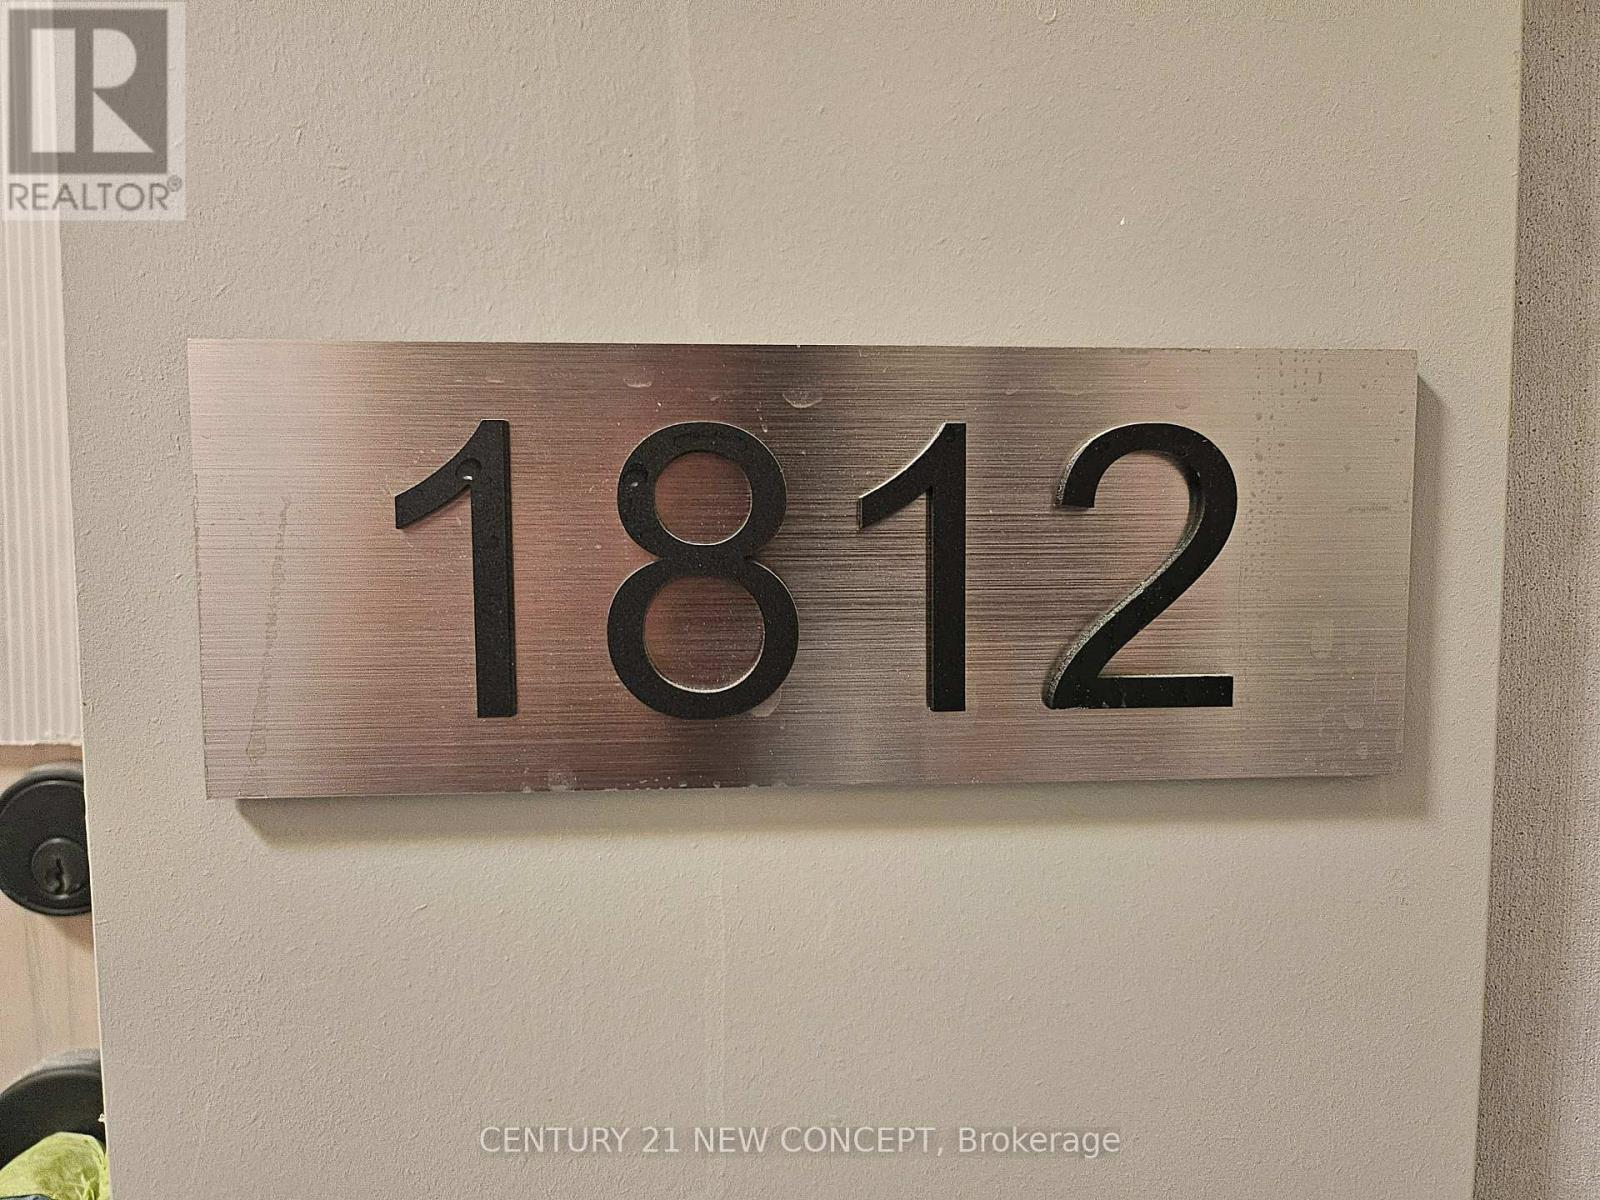 REALTOR®
1812
CENTURY 21 NEW CONCEPT, Brokerage